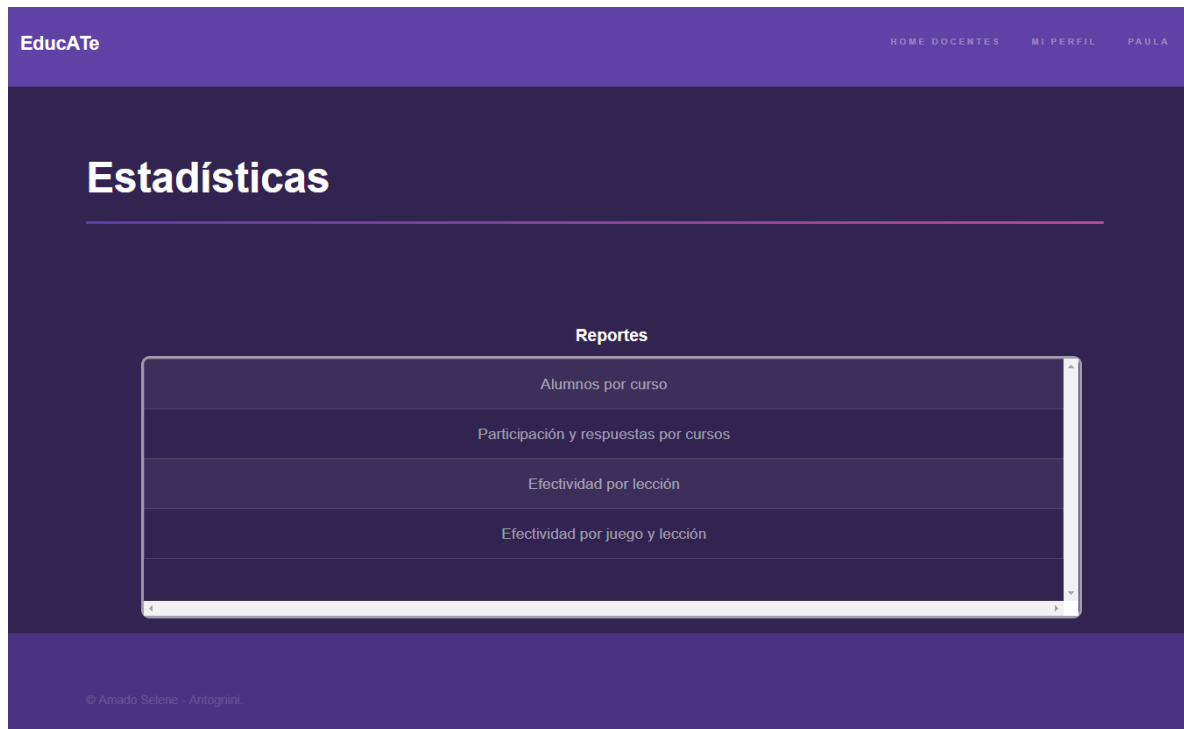 EducATe
HOME DOCENTES MI PERFIL PAULA
Estadísticas
Reportes
Alumnos por curso
Participación y respuestas por cursos
Efectividad por lección
Efectividad por juego y lección
© Amado Selene - Antognini.